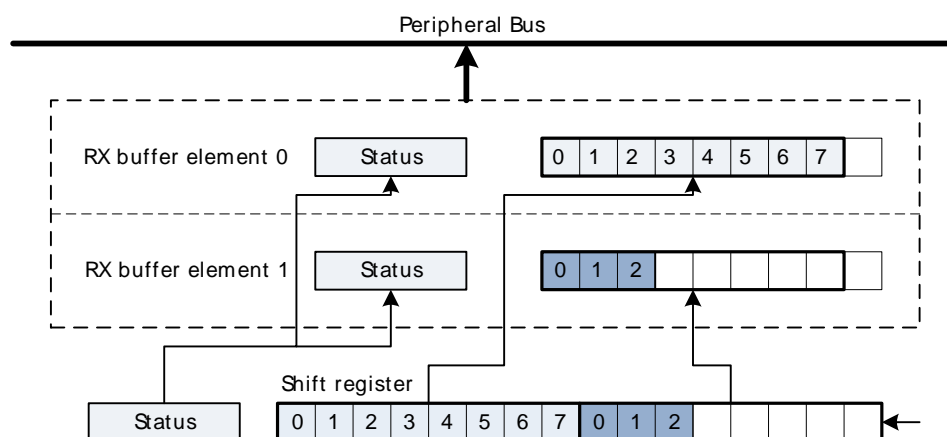 Peripheral Bus
RX buffer element 0 Status 0 1 2 3 4 5 6 7
RX buffer element 1 Status 0 1 2
Shift register
Status 0 1 2 3 4 5 6 7 0 1 2